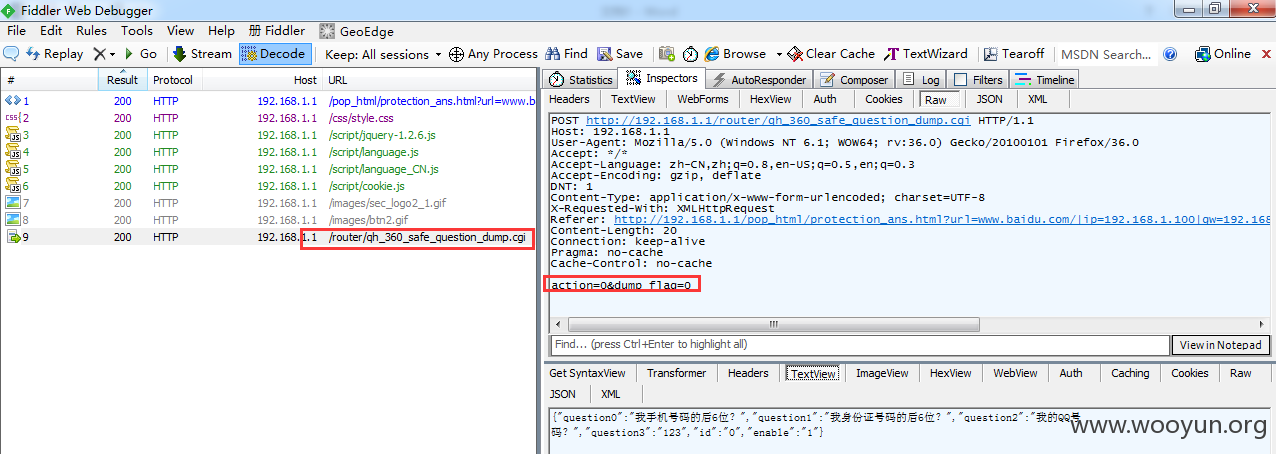 Fiddler Web Debugger
File Edit Rules Tools View Help Fiddler GeoEdge
Replay Go Stream Decode Keep: All sessions Any Process Find Save Browse Clear Cache TextWizard Tearoff MSDN Search... Online
# Result Protocol Host URL
1 200 HTTP 192.168.1.1 /pop_html/protection_ans.html?url=www.b
2 200 HTTP 192.168.1.1 /css/style.css
3 200 HTTP 192.168.1.1 /script/jquery-1.2.6.js
4 200 HTTP 192.168.1.1 /script/language.js
5 200 HTTP 192.168.1.1 /script/language_CN.js
6 200 HTTP 192.168.1.1 /script/cookie.js
7 200 HTTP 192.168.1.1 /images/sec_logo2_1.gif
8 200 HTTP 192.168.1.1 /images/btn2.gif
9 200 HTTP 192.168.1.1 /router/qh_360_safe_question_dump.cgi
Statistics Inspectors AutoResponder Composer Log Filters Timeline
Headers TextView WebForms HexView Auth Cookies Raw JSON XML
POST http://192.168.1.1/router/qh_360_safe_question_dump.cgi HTTP/1.1
Host: 192.168.1.1
User-Agent: Mozilla/5.0 (Windows NT 6.1; WOW64; rv:36.0) Gecko/20100101 Firefox/36.0
Accept: */*
Accept-Language: zh-CN,zh;q=0.8,en-US;q=0.5,en;q=0.3
Accept-Encoding: gzip, deflate
DNT: 1
Content-Type: application/x-www-form-urlencoded; charset=UTF-8
X-Requested-With: XMLHttpRequest
Referer: http://192.168.1.1/pop_html/protection_ans.html?url=www.baidu.com/|ip=192.168.1.100|gw=192.168
Content-Length: 20
Connection: keep-alive
Pragma: no-cache
Cache-Control: no-cache
action=0&dump_flag=0
Find... (press Ctrl+Enter to highlight all) View in Notepad
Get SyntaxView Transformer Headers TextView ImageView HexView WebView Auth Caching Cookies Raw
JSON XML
{"question0":"我手机号码的后6位？","question1":"我身份证号码的后6位？","question2":"我的QQ号
码？","question3":"123","id":"0","enable":"1"}
www.wooyun.org